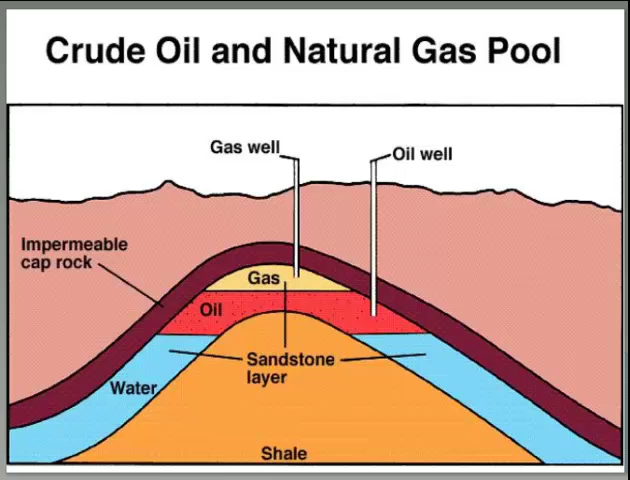 Crude Oil and Natural Gas Pool
Gas well
Oil well
Impermeable
cap rock
Gas
Oil
Sandstone
layer
Water
Shale